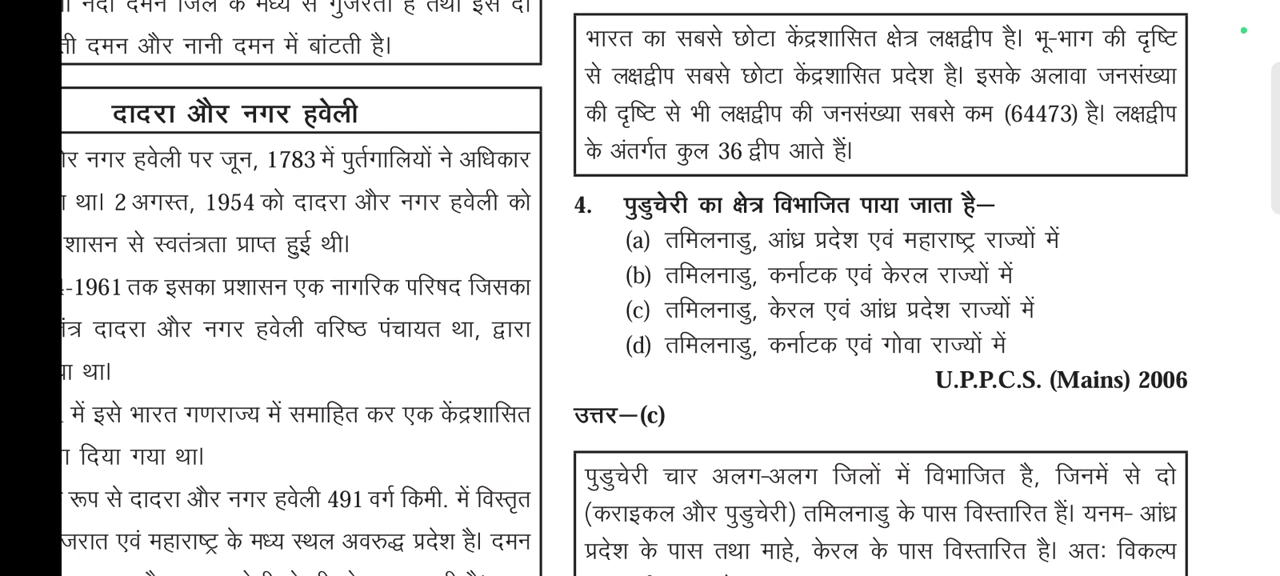 नदी दमन जिले के मध्य से गुजरती है तथा इसे दो
दमन और नानी दमन में बांटती है।
दादरा और नगर हवेली
नगर हवेली पर जून, 1783 में पुर्तगालियों ने अधिकार
था। 2 अगस्त, 1954 को दादरा और नगर हवेली को
शासन से स्वतंत्रता प्राप्त हुई थी।
-1961 तक इसका प्रशासन एक नागरिक परिषद जिसका
दादरा और नगर हवेली वरिष्ठ पंचायत था, द्वारा
था।
में इसे भारत गणराज्य में समाहित कर एक केंद्रशासित
दिया गया था।
रूप से दादरा और नगर हवेली 491 वर्ग किमी. में विस्तृत
एवं महाराष्ट्र के मध्य स्थल अवरुद्ध प्रदेश है। दमन
भारत का सबसे छोटा केंद्रशासित क्षेत्र लक्षद्वीप है। भू-भाग की दृष्टि
से लक्षद्वीप सबसे छोटा केंद्रशासित प्रदेश है। इसके अलावा जनसंख्या
की दृष्टि से भी लक्षद्वीप की जनसंख्या सबसे कम (64473) है। लक्षद्वीप
के अंतर्गत कुल 36 द्वीप आते हैं।
4. पुडुचेरी का क्षेत्र विभाजित पाया जाता है–
(a) तमिलनाडु, आंध्र प्रदेश एवं महाराष्ट्र राज्यों में
(b) तमिलनाडु, कर्नाटक एवं केरल राज्यों में
(c) तमिलनाडु, केरल एवं आंध्र प्रदेश राज्यों में
(d) तमिलनाडु, कर्नाटक एवं गोवा राज्यों में
U.P.P.C.S. (Mains) 2006
उत्तर–(c)
पुडुचेरी चार अलग-अलग जिलों में विभाजित है, जिनमें से दो
(कराइकल और पुडुचेरी) तमिलनाडु के पास विस्तारित हैं। यनम- आंध्र
प्रदेश के पास तथा माहे, केरल के पास विस्तारित है। अतः विकल्प